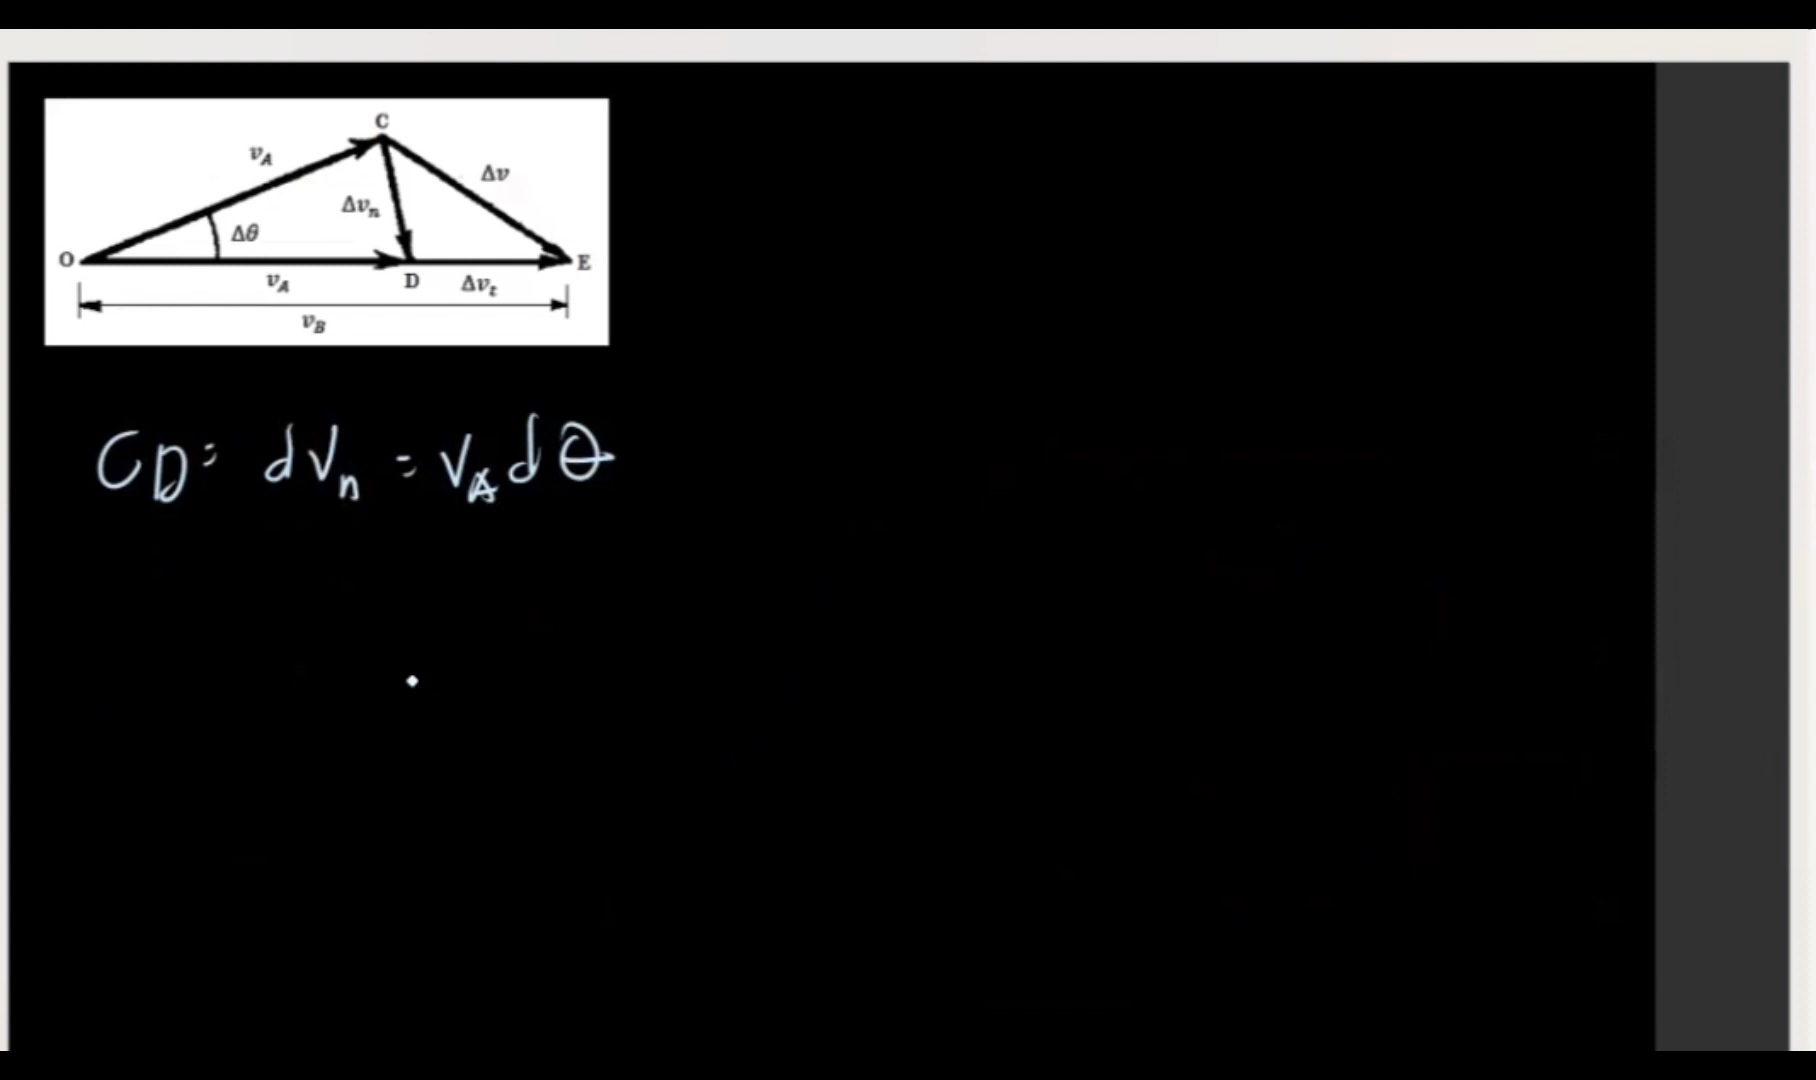 C
v_A
Δv
Δv_n
Δθ
O
E
v_A
D
Δv_t
v_B
CD = dV_n = V_A dθ